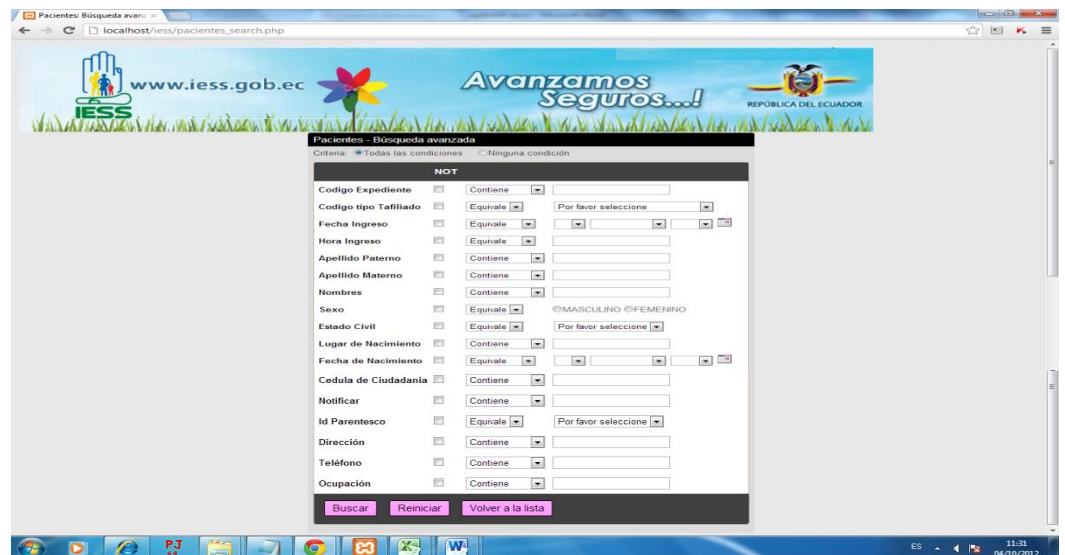 Pacientes: Búsqueda avanz
localhost/iess/pacientes_search.php
www.iess.gob.ec
IESS
Avanzamos
Seguros...!
REPÚBLICA DEL ECUADOR
Pacientes - Búsqueda avanzada
Criteria: Todas las condiciones Ninguna condición
NOT
Codigo Expediente Contiene
Codigo tipo Tafiliado Equivale Por favor seleccione
Fecha Ingreso Equivale
Hora Ingreso Equivale
Apellido Paterno Contiene
Apellido Materno Contiene
Nombres Contiene
Sexo Equivale MASCULINO FEMENINO
Estado Civil Equivale Por favor seleccione
Lugar de Nacimiento Contiene
Fecha de Nacimiento Equivale
Cedula de Ciudadania Contiene
Notificar Contiene
Id Parentesco Equivale Por favor seleccione
Dirección Contiene
Teléfono Contiene
Ocupación Contiene
Buscar Reiniciar Volver a la lista
PJ
ES 11:31
04/10/2012